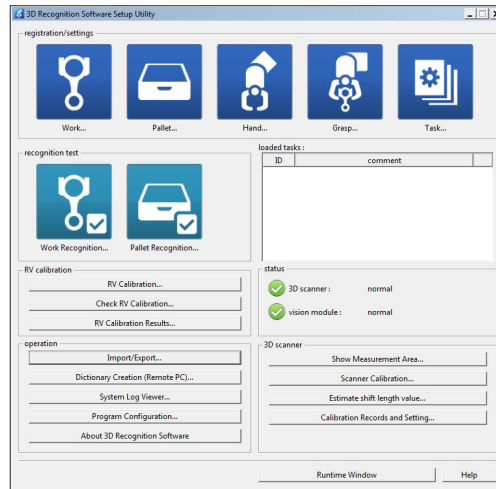 3D Recognition Software Setup Utility
registration/settings
Work... Pallet... Hand... Grasp... Task...
recognition test
Work Recognition... Pallet Recognition...
loaded tasks :
ID comment
RV calibration
RV Calibration...
Check RV Calibration...
RV Calibration Results...
status
3D scanner : normal
vision module : normal
operation
Import/Export...
Dictionary Creation (Remote PC)...
System Log Viewer...
Program Configuration...
About 3D Recognition Software
3D scanner
Show Measurement Area...
Scanner Calibration...
Estimate shift length value...
Calibration Records and Setting...
Runtime Window Help